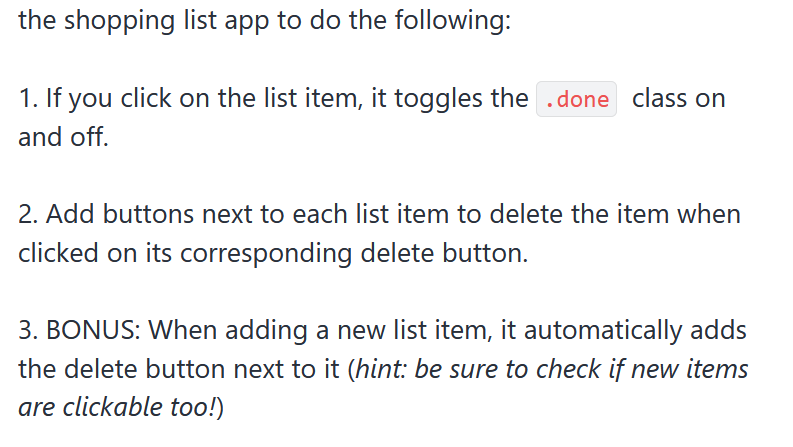 the shopping list app to do the following:
1. If you click on the list item, it toggles the .done class on
and off.
2. Add buttons next to each list item to delete the item when
clicked on its corresponding delete button.
3. BONUS: When adding a new list item, it automatically adds
the delete button next to it (hint: be sure to check if new items
are clickable too!)